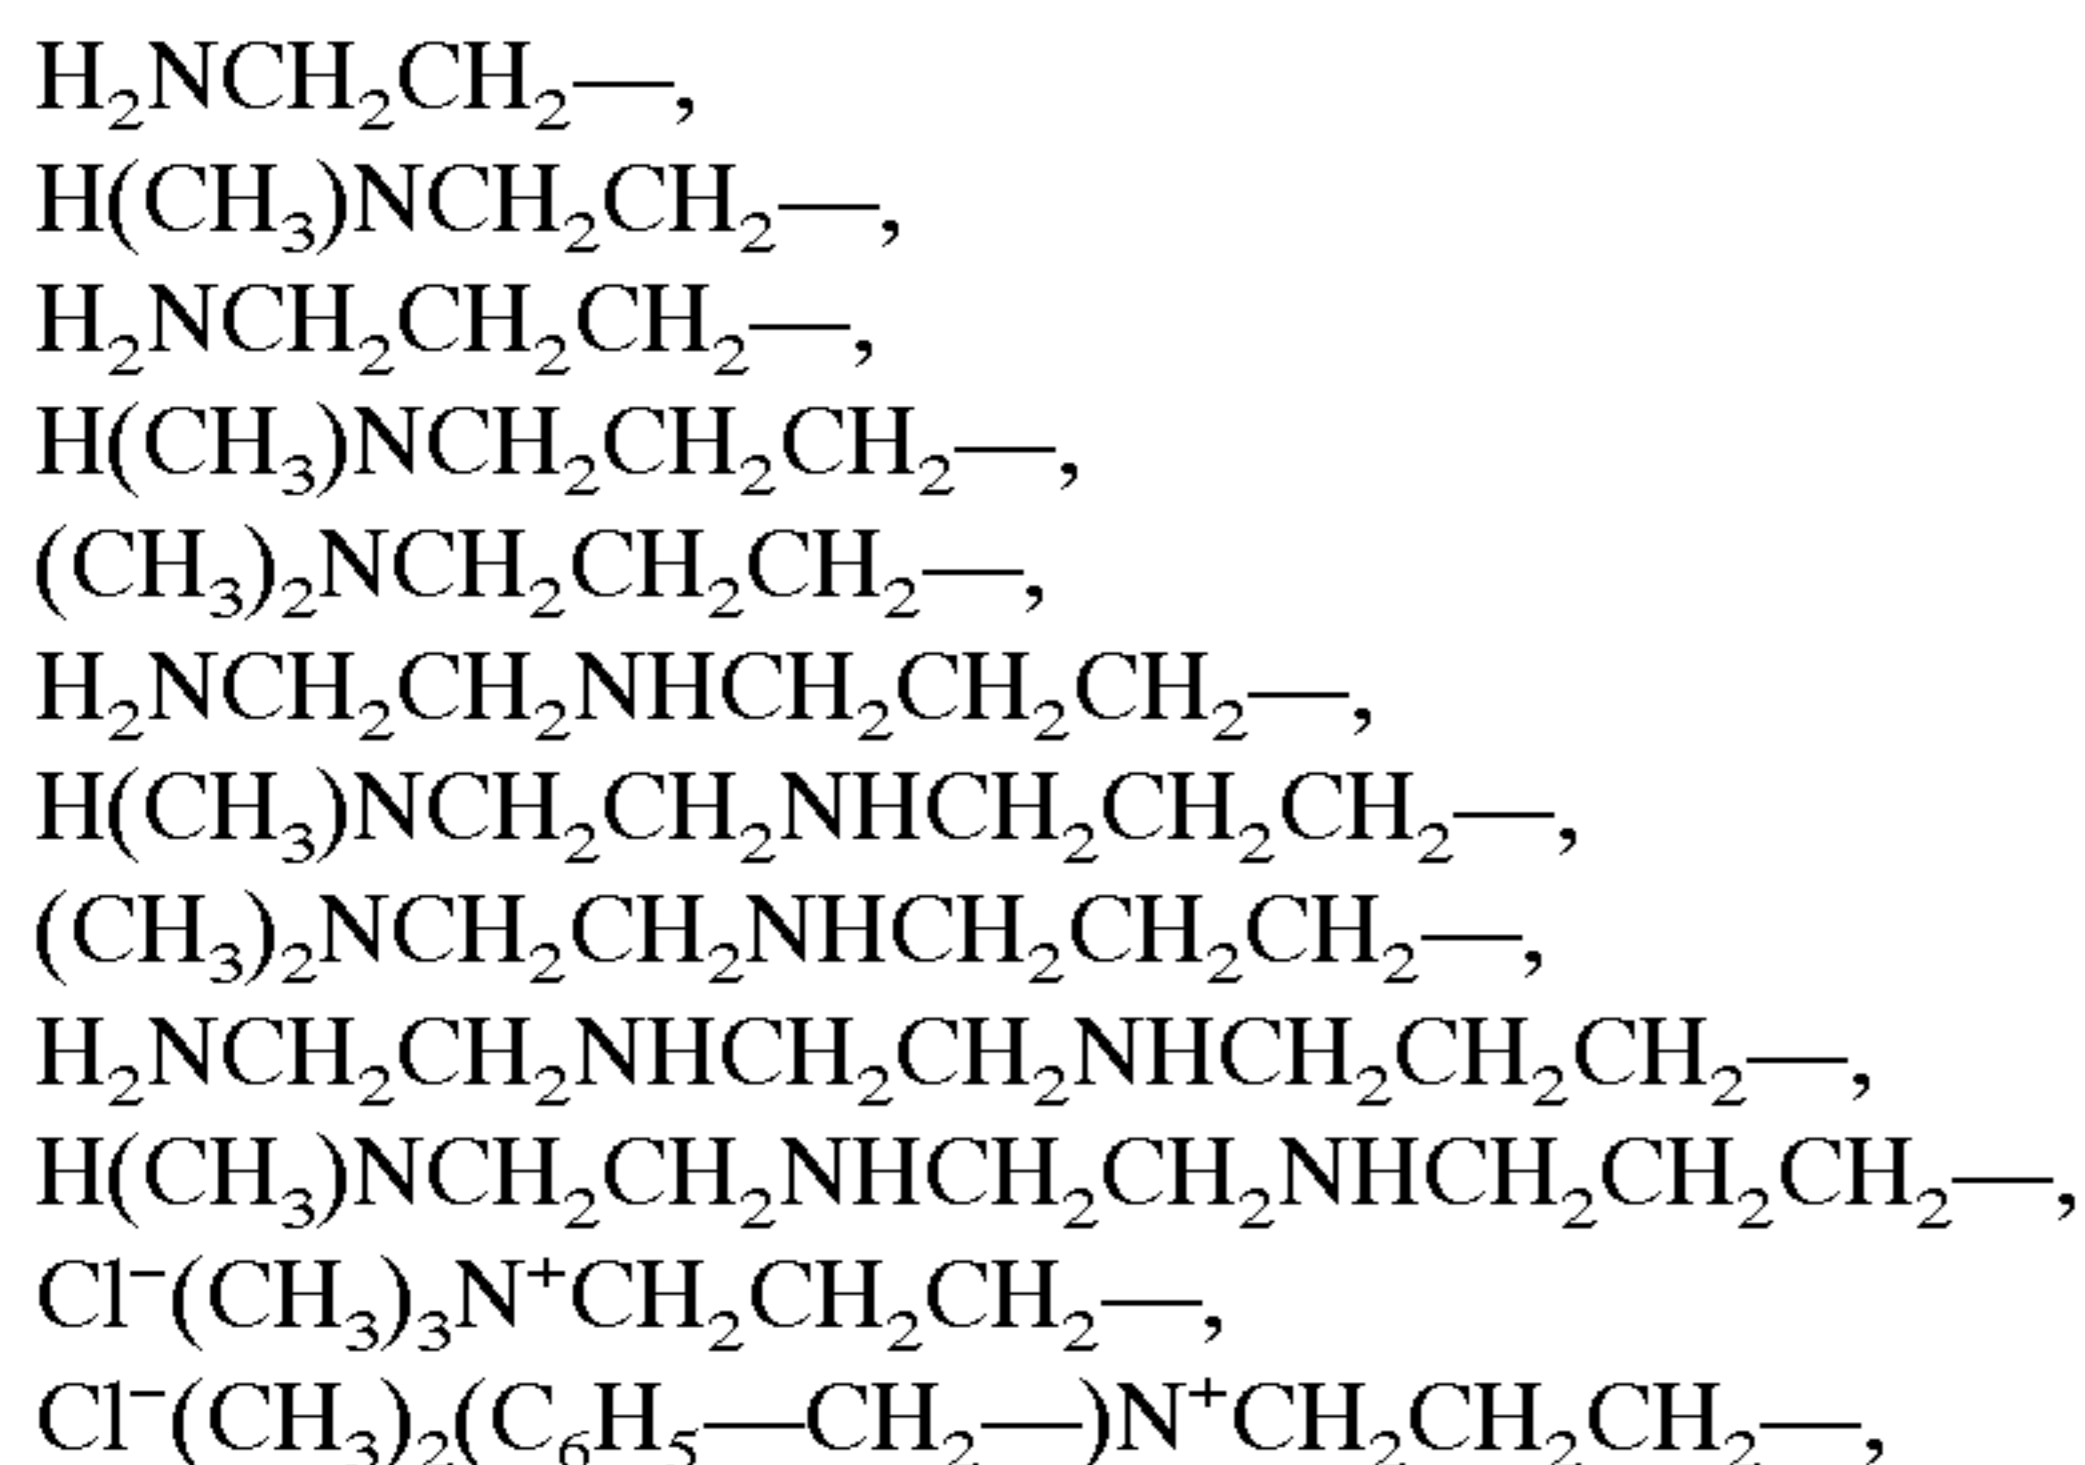 H₂NCH₂CH₂—,
H(CH₃)NCH₂CH₂—,
H₂NCH₂CH₂CH₂—,
H(CH₃)NCH₂CH₂CH₂—,
(CH₃)₂NCH₂CH₂CH₂—,
H₂NCH₂CH₂NHCH₂CH₂CH₂—,
H(CH₃)NCH₂CH₂NHCH₂CH₂CH₂—,
(CH₃)₂NCH₂CH₂NHCH₂CH₂CH₂—,
H₂NCH₂CH₂NHCH₂CH₂NHCH₂CH₂CH₂—,
H(CH₃)NCH₂CH₂NHCH₂CH₂NHCH₂CH₂CH₂—,
Cl⁻(CH₃)₃N⁺CH₂CH₂CH₂—,
Cl⁻(CH₃)₂(C₆H₅—CH₂—)N⁺CH₂CH₂CH₂—,